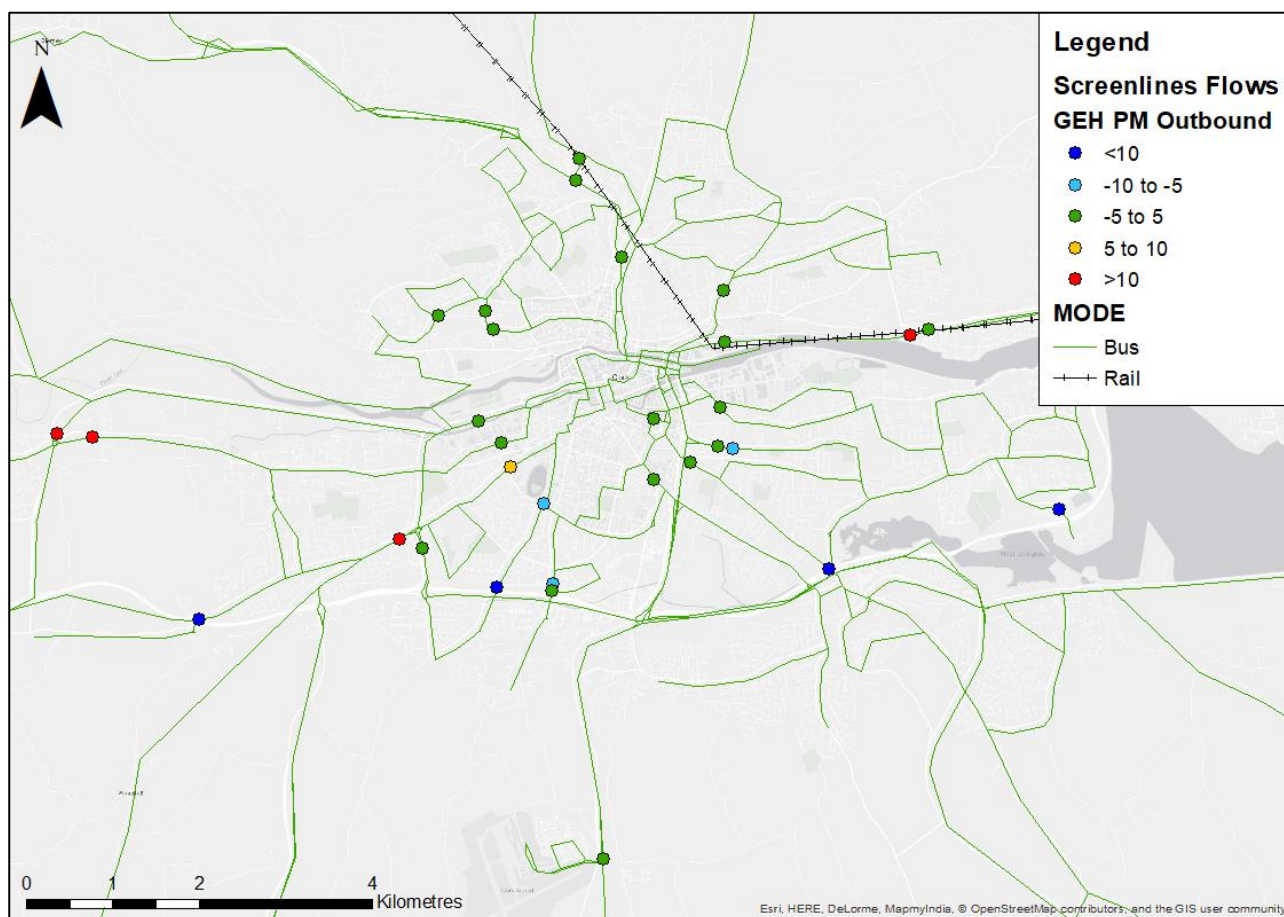 N
Legend
Screenlines Flows
GEH PM Outbound
<10
-10 to -5
-5 to 5
5 to 10
>10
MODE
Bus
Rail
0 1 2 4
Kilometres
Esri, HERE, DeLorme, MapmyIndia, © OpenStreetMap contributors, and the GIS user community